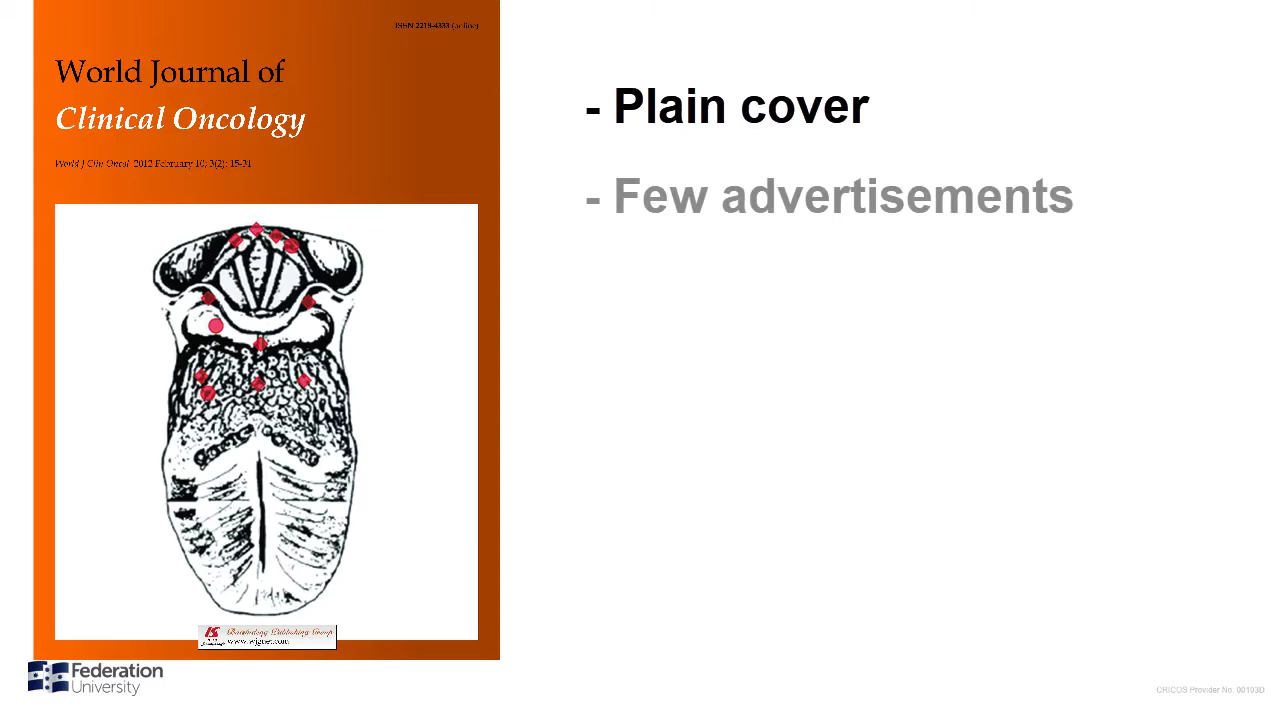 ISSN 2218-4333 (online)
World Journal of
Clinical Oncology
World J Clin Oncol 2012 February 10; 3(2): 15-31
- Plain cover
- Few advertisements
Baishideng Publishing Group
www.wjgnet.com
Federation
University
CRICOS Provider No. 00103D